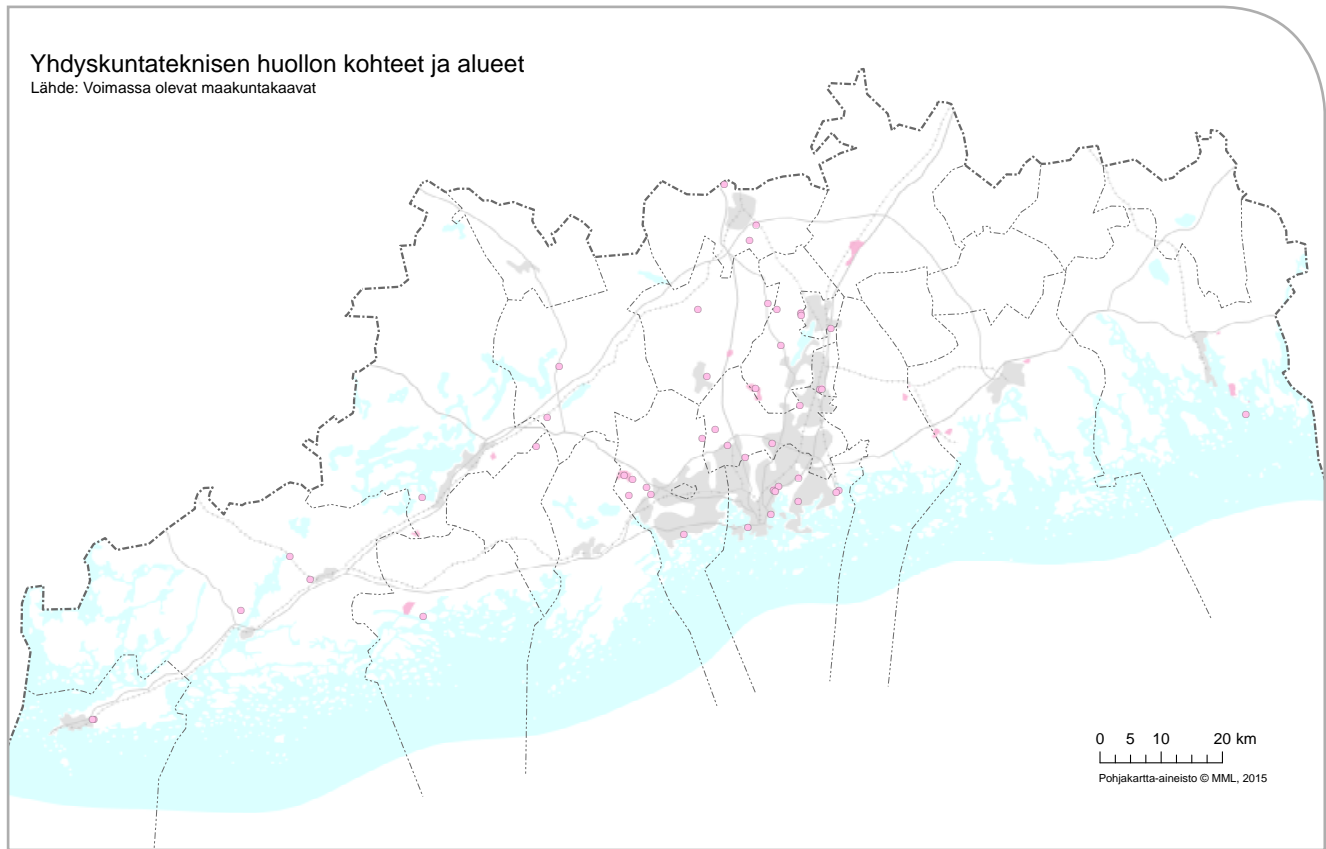 Yhdyskuntateknisen huollon kohteet ja alueet
Lähde: Voimassa olevat maakuntakaavat
0 5 10 20 km
Pohjakartta-aineisto © MML, 2015